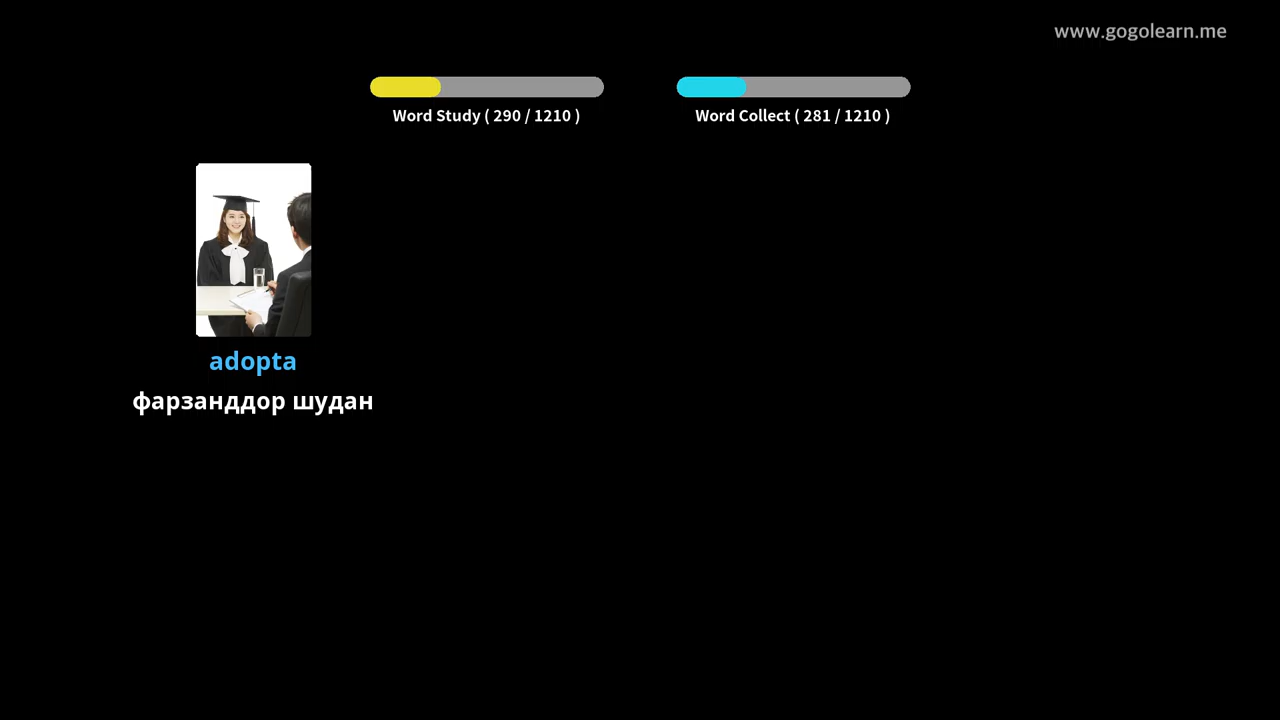 www.gogolearn.me
Word Study ( 290 / 1210 )
Word Collect ( 281 / 1210 )
adopta
фарзанддор шудан